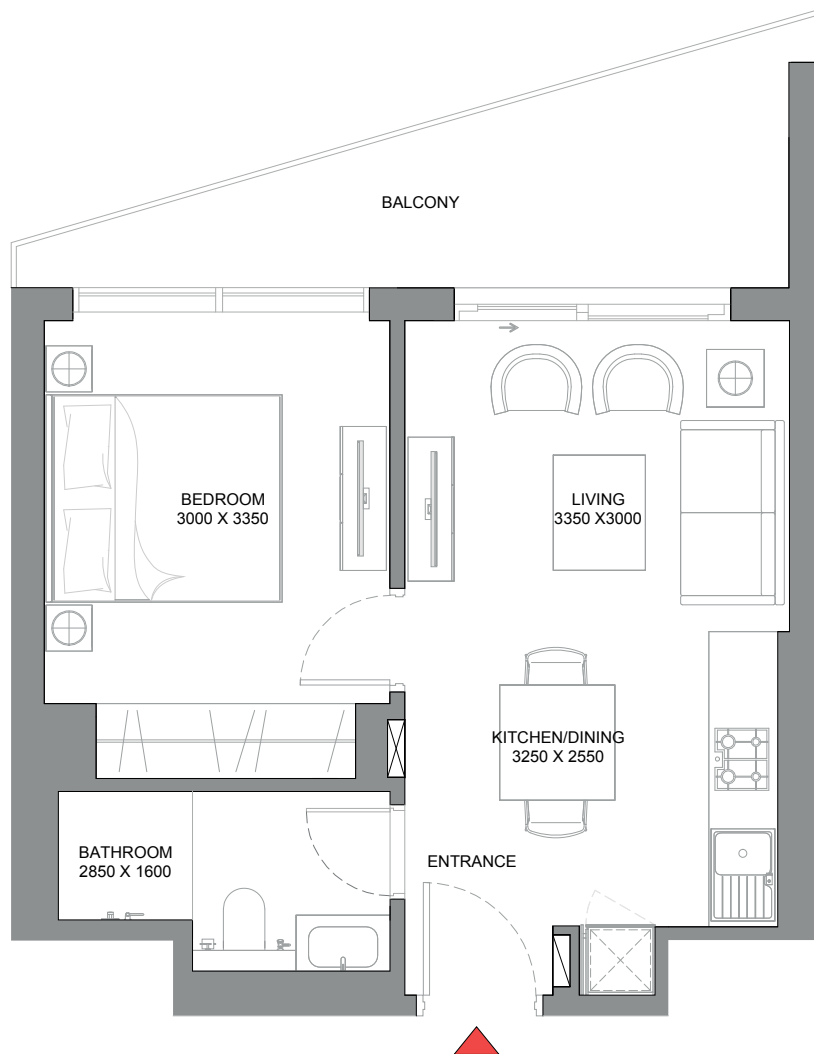 BALCONY
BEDROOM
3000 X 3350
LIVING
3350 X3000
KITCHEN/DINING
3250 X 2550
BATHROOM
2850 X 1600
ENTRANCE